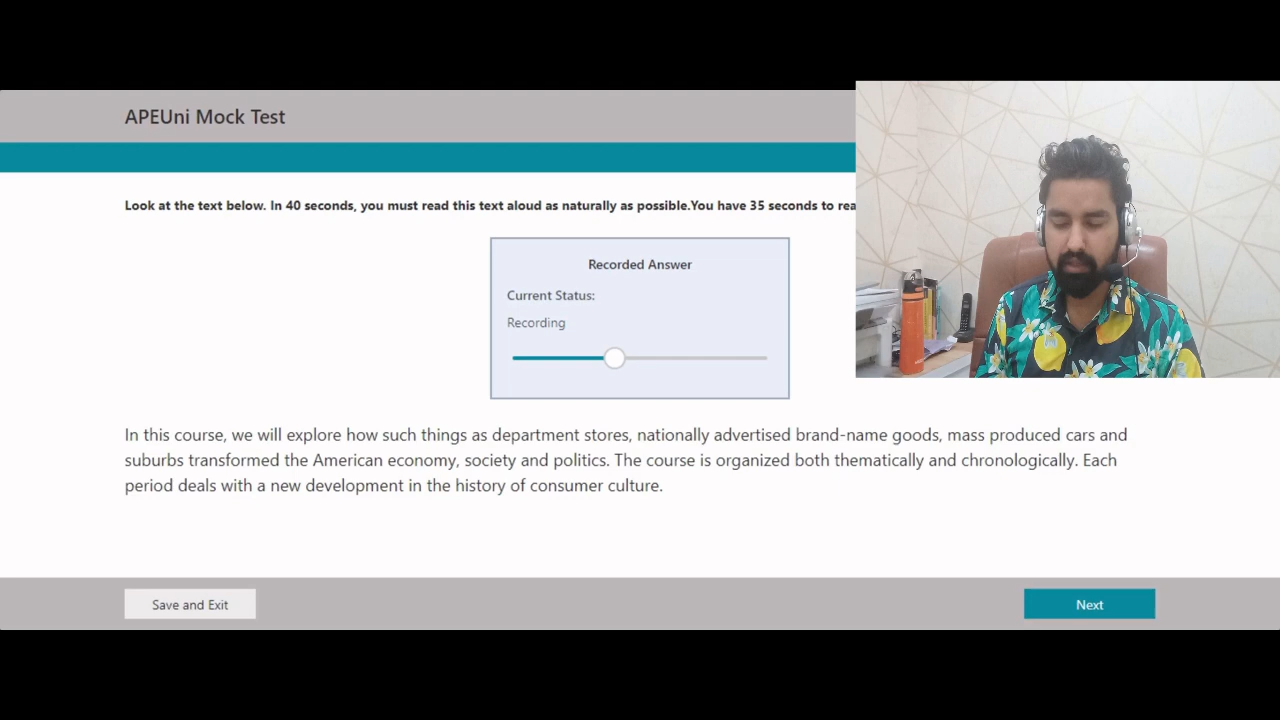 APEUni Mock Test
Look at the text below. In 40 seconds, you must read this text aloud as naturally as possible.You have 35 seconds to
Recorded Answer
Current Status:
Recording
In this course, we will explore how such things as department stores, nationally advertised brand-name goods, mass produced cars and
suburbs transformed the American economy, society and politics. The course is organized both thematically and chronologically. Each
period deals with a new development in the history of consumer culture.
Save and Exit
Next